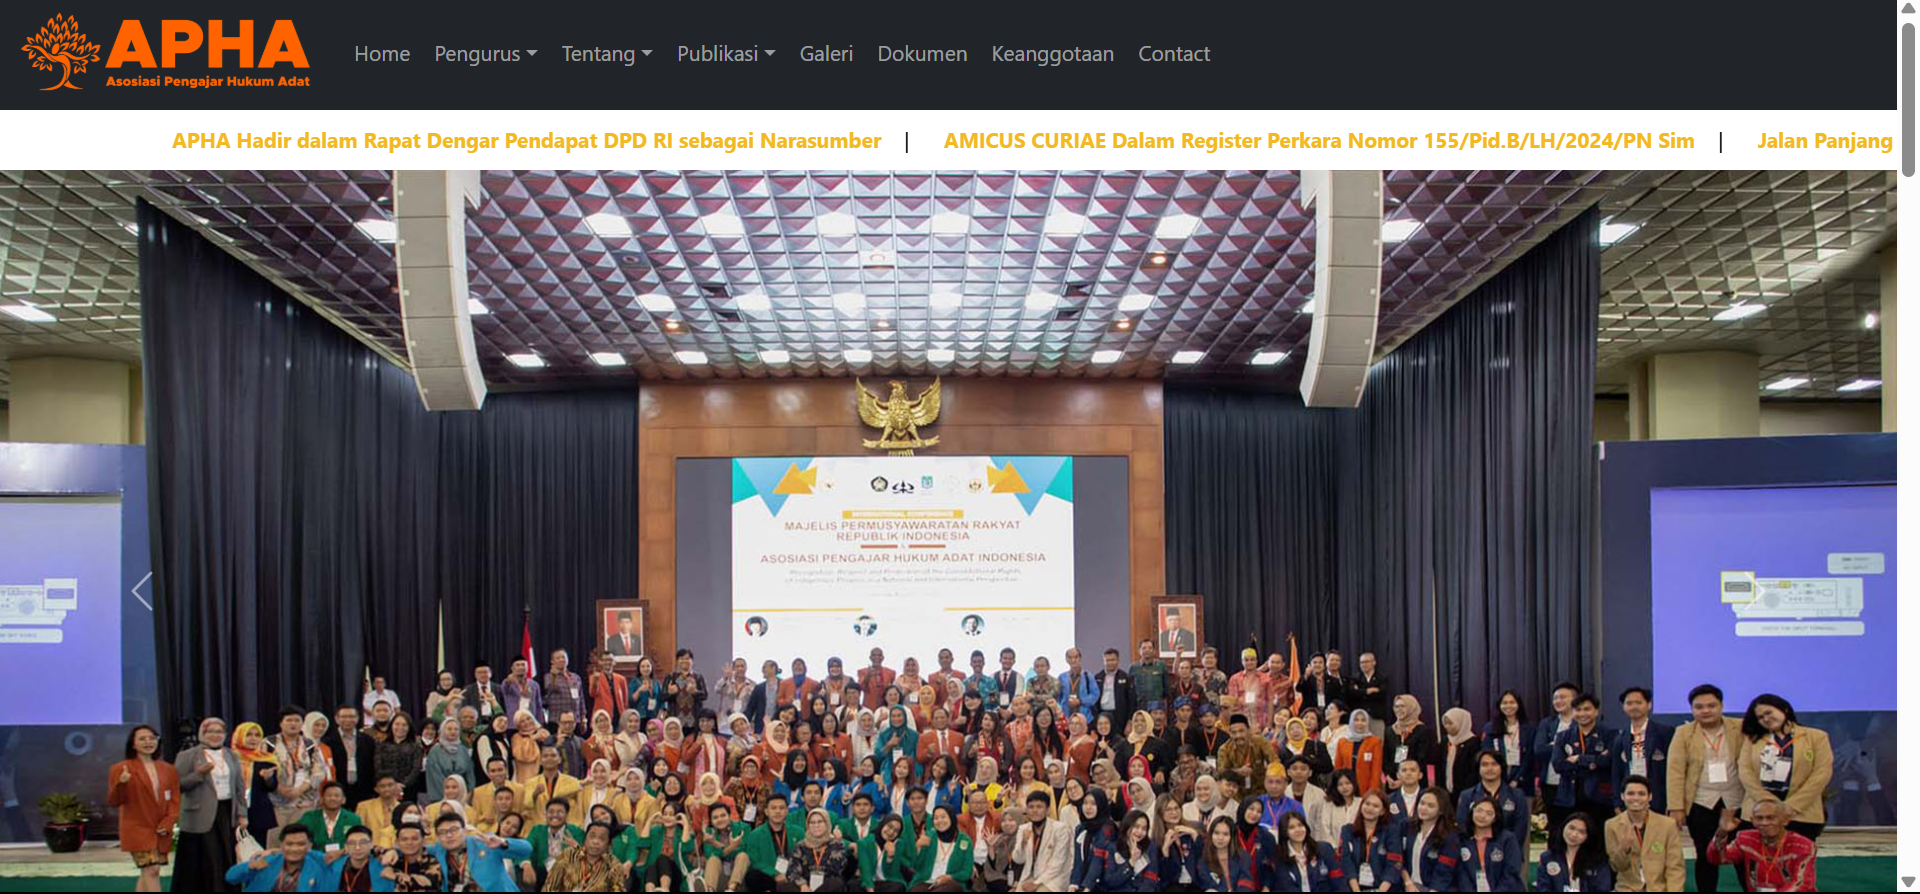 APHA
Asosiasi Pengajar Hukum Adat
Home Pengurus Tentang Publikasi Galeri Dokumen Keanggotaan Contact
APHA Hadir dalam Rapat Dengar Pendapat DPD RI sebagai Narasumber | AMICUS CURIAE Dalam Register Perkara Nomor 155/Pid.B/LH/2024/PN Sim | Jalan Panjang
INTERNATIONAL CONFERENCE
MAJELIS PERMUSYAWARATAN RAKYAT
REPUBLIK INDONESIA
&
ASOSIASI PENGAJAR HUKUM ADAT INDONESIA